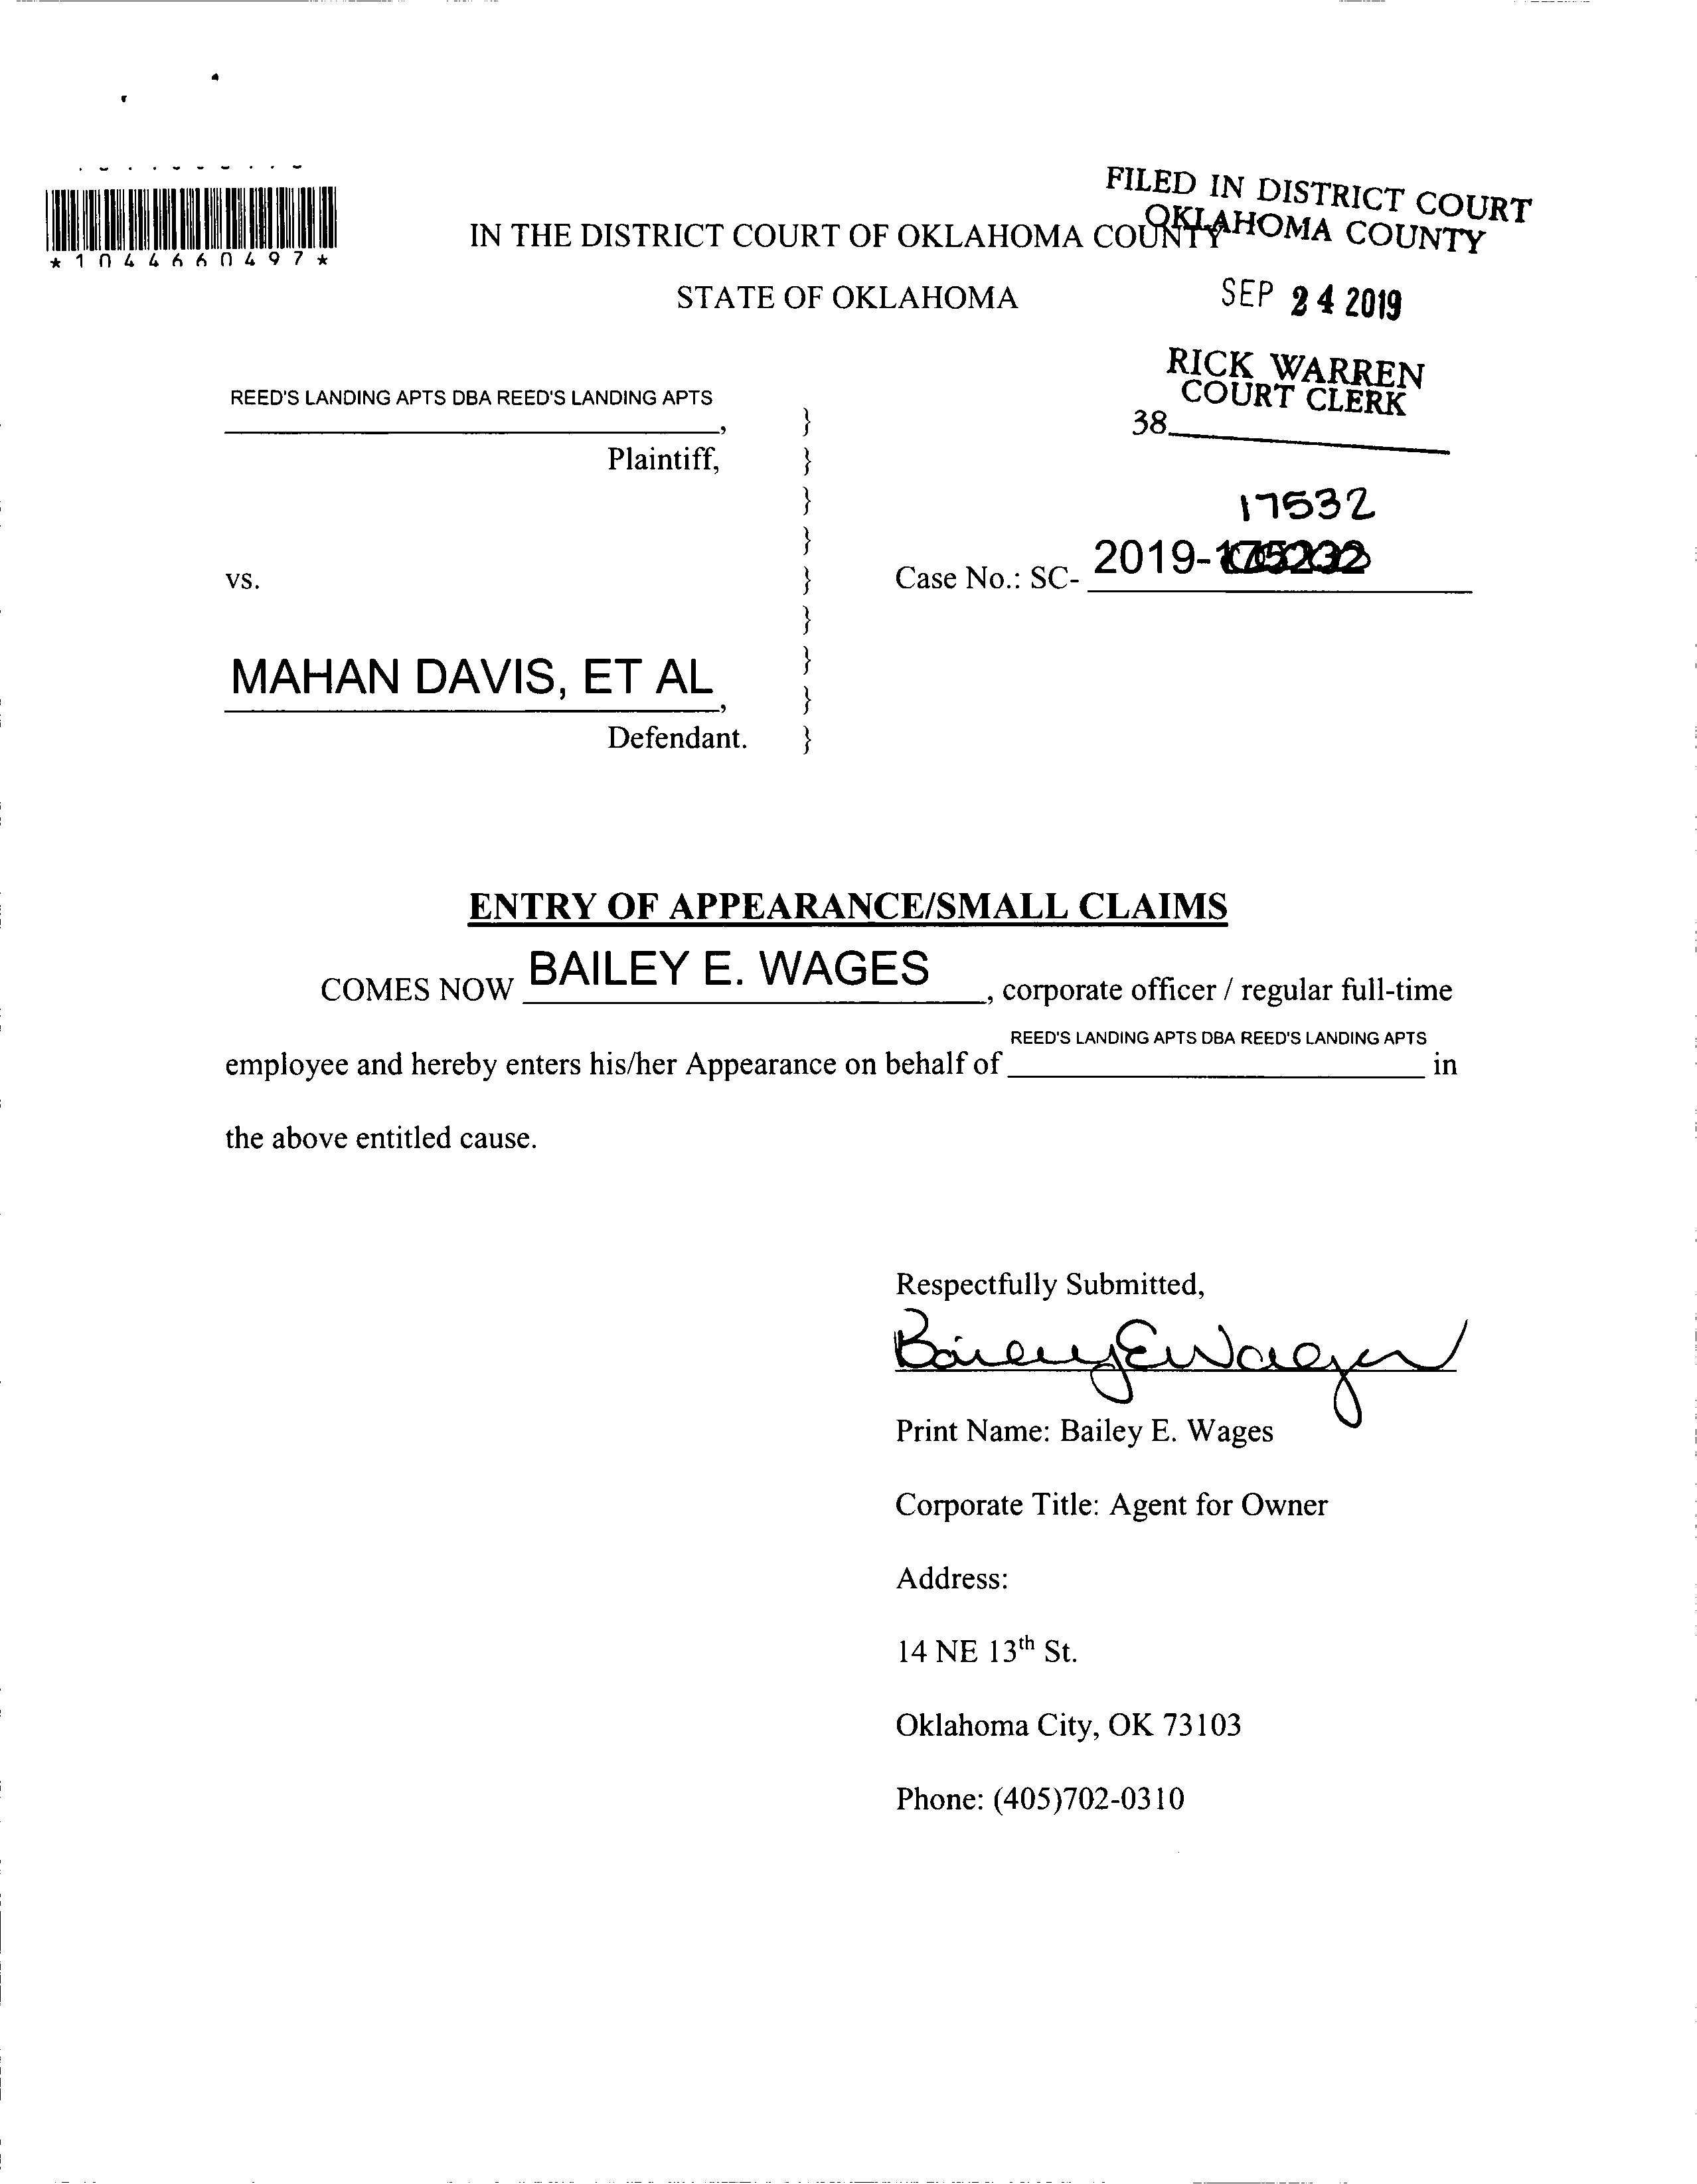 *1044660497*
FILED IN DISTRICT COURT
OKLAHOMA COUNTY
IN THE DISTRICT COURT OF OKLAHOMA COUNTY
STATE OF OKLAHOMA
SEP 24 2019
RICK WARREN
COURT CLERK
38
REED'S LANDING APTS DBA REED'S LANDING APTS
, }
Plaintiff, }
}
}
17532
vs. } Case No.: SC- 2019-
}
MAHAN DAVIS, ET AL }
, }
Defendant. }
ENTRY OF APPEARANCE/SMALL CLAIMS
COMES NOW BAILEY E. WAGES, corporate officer / regular full-time
REED'S LANDING APTS DBA REED'S LANDING APTS
employee and hereby enters his/her Appearance on behalf of in
the above entitled cause.
Respectfully Submitted,
Bailey E Wages
Print Name: Bailey E. Wages
Corporate Title: Agent for Owner
Address:
14 NE 13th St.
Oklahoma City, OK 73103
Phone: (405)702-0310